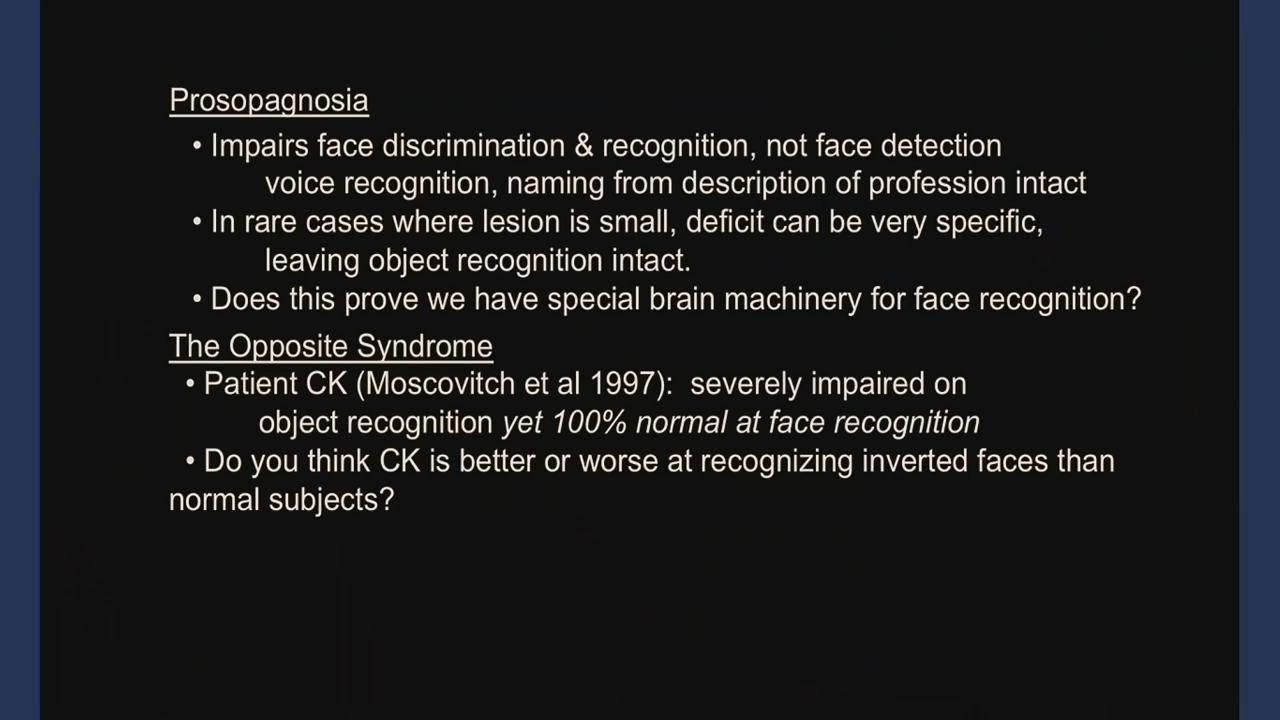 Prosopagnosia
• Impairs face discrimination & recognition, not face detection
voice recognition, naming from description of profession intact
• In rare cases where lesion is small, deficit can be very specific,
leaving object recognition intact.
• Does this prove we have special brain machinery for face recognition?
The Opposite Syndrome
• Patient CK (Moscovitch et al 1997): severely impaired on
object recognition yet 100% normal at face recognition
• Do you think CK is better or worse at recognizing inverted faces than
normal subjects?